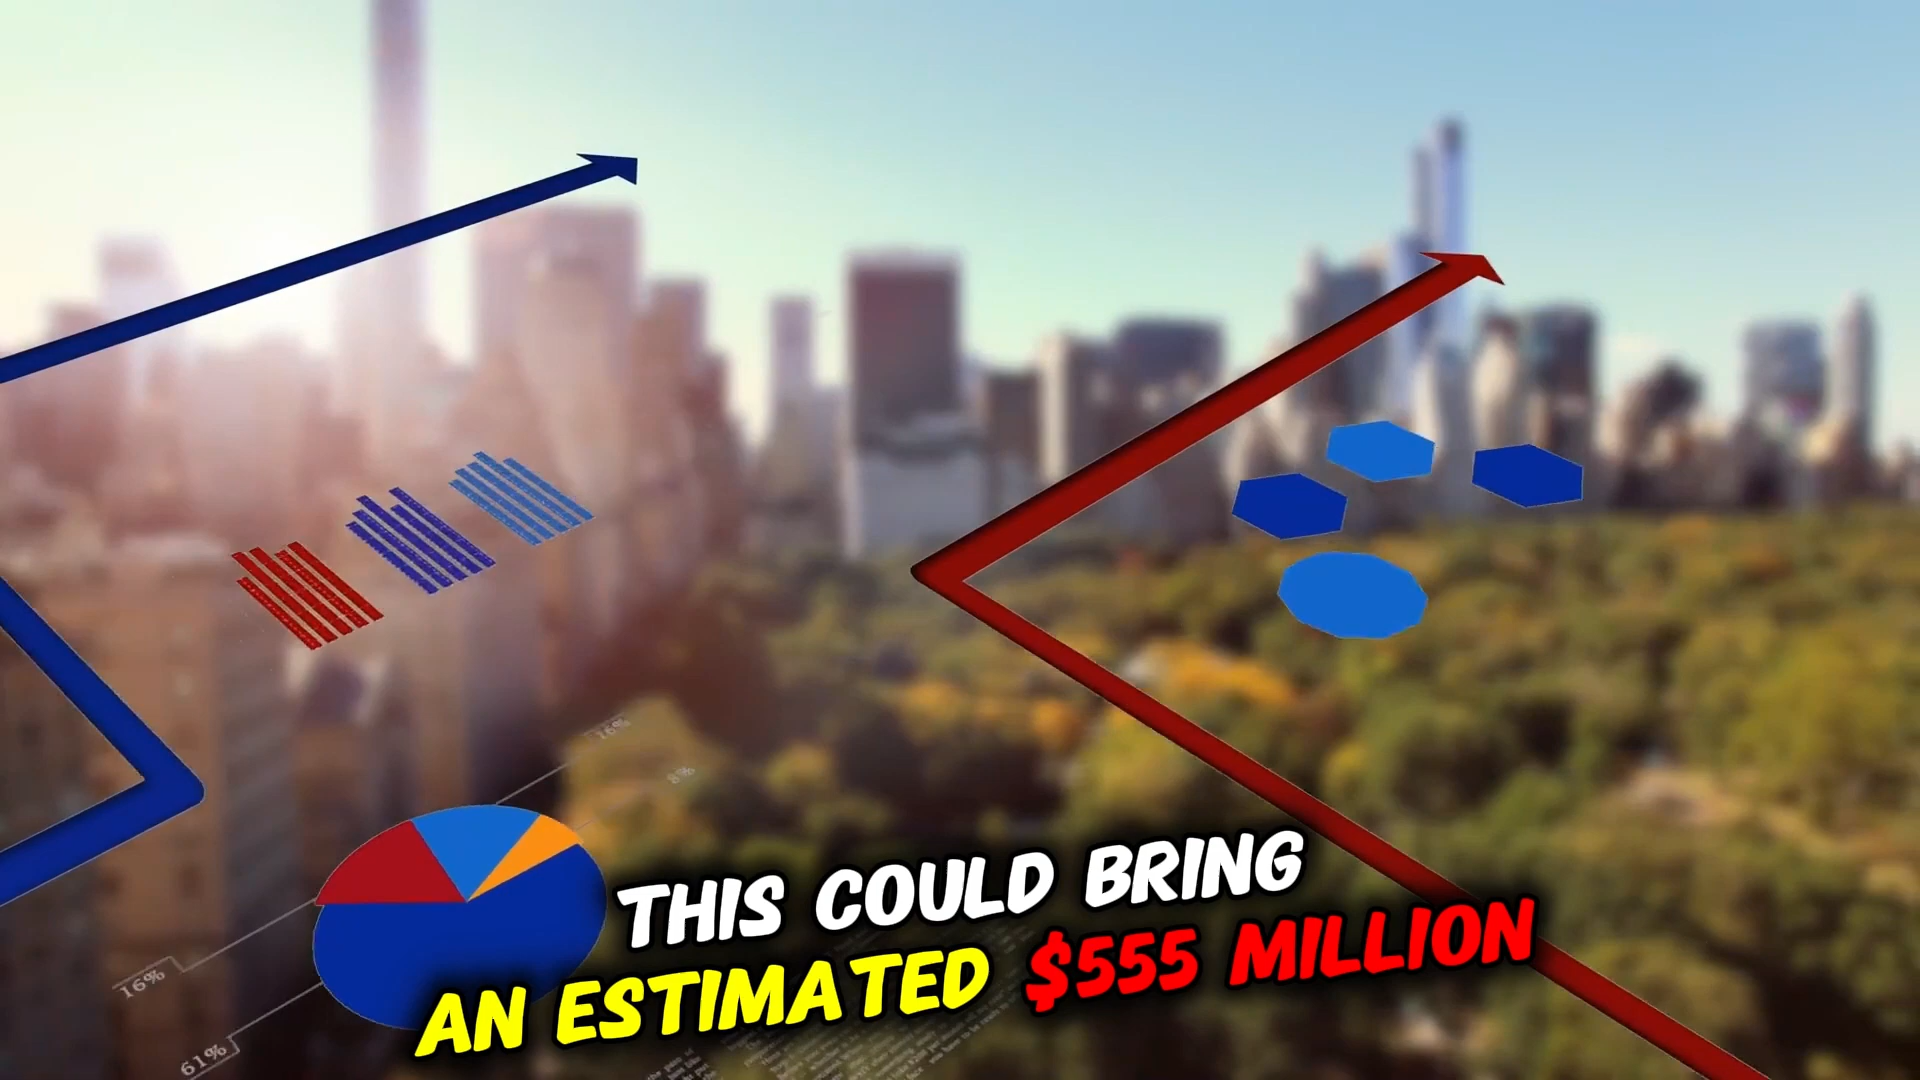 16%
8%
THIS COULD BRING
AN ESTIMATED $555 MILLION
16%
61%